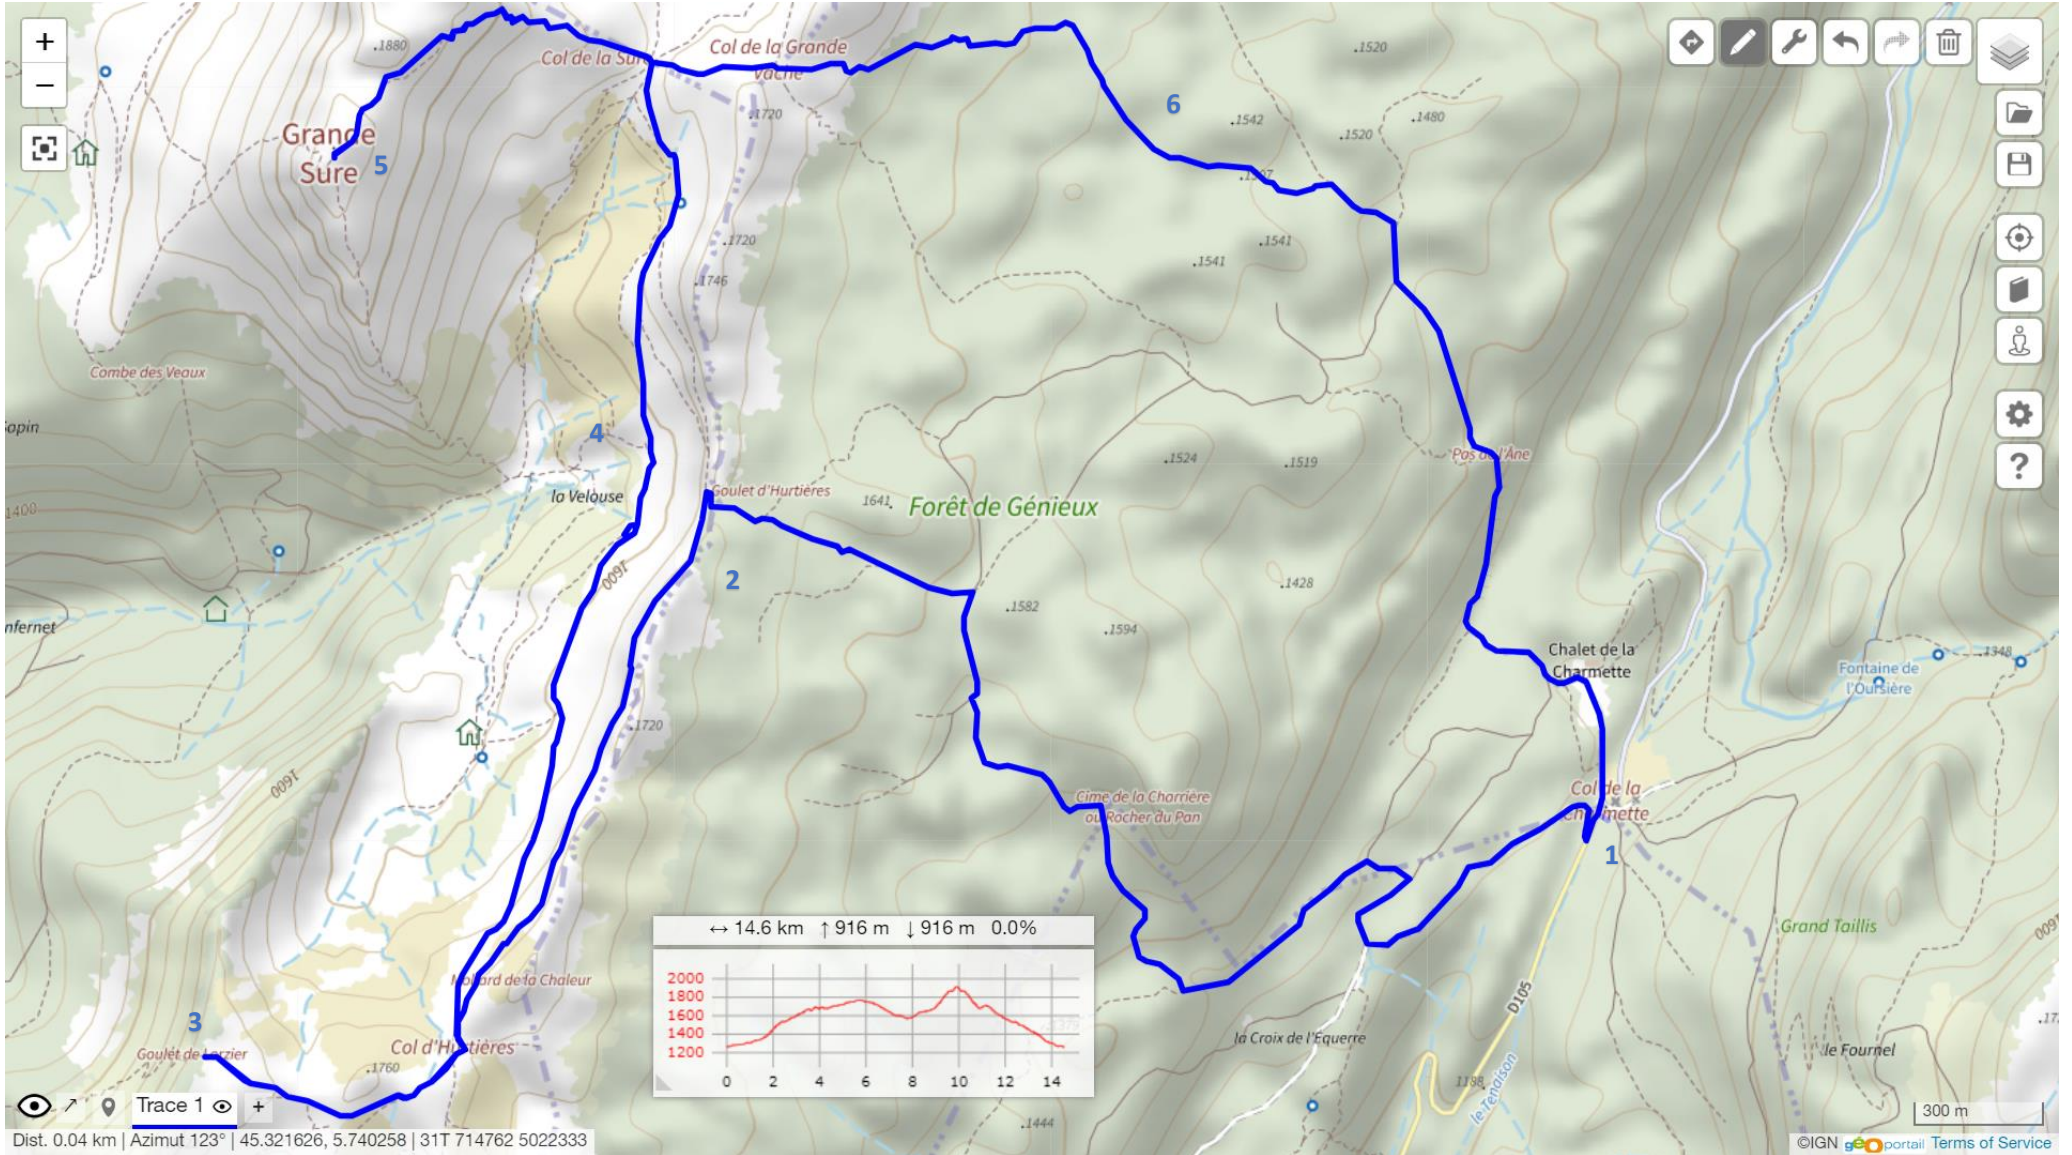 +
−
.1880
Col de la Sure
Col de la Grande
Vache
.1520
.1720
6
.1542
.1520
.1480
Grande
Sure
5
.1507
.1720
.1541
.1541
.1746
Combe des Veaux
4
Pas de l'Âne
.1524
.1519
la Velouse
Goulet d'Hurtières
1641.
Forêt de Génieux
1400
1600
2
.1428
.1582
.1594
Chalet de la
Charmette
.1348
Fontaine de
l'Oursière
.1720
1600
Cime de la Charrière
ou Rocher du Pan
Col de la
Charmette
1
Grand Taillis
↔ 14.6 km ↑ 916 m ↓ 916 m 0.0%
2000
1800
1600
1400
1200
0 2 4 6 8 10 12 14
D105
3
Goulet de Lorzier
Col d'Hurtières
.1760
la Croix de l'Equerre
le Fournel
1198
le Tenaison
.1444
?
Trace 1
+
300 m
Dist. 0.04 km | Azimut 123° | 45.321626, 5.740258 | 31T 714762 5022333
©IGN géoportail Terms of Service